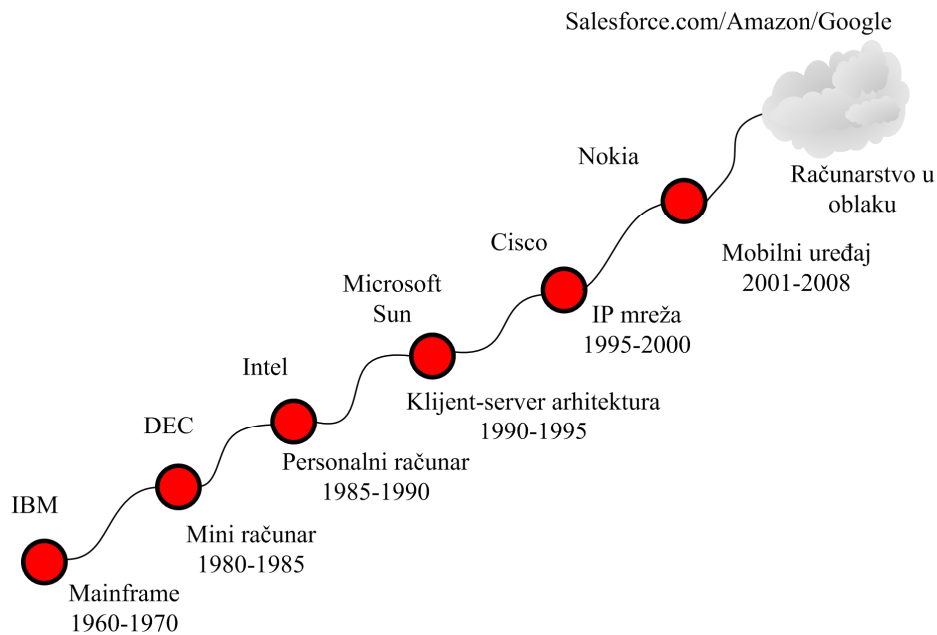 Salesforce.com/Amazon/Google
Računarstvo u
oblaku
Nokia
Mobilni uređaj
2001-2008
Cisco
IP mreža
1995-2000
Microsoft
Sun
Klijent-server arhitektura
1990-1995
Intel
Personalni računar
1985-1990
DEC
Mini računar
1980-1985
IBM
Mainframe
1960-1970